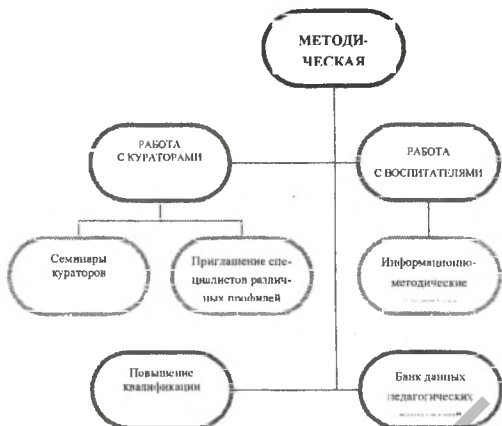 МЕТОДИ-
ЧЕСКАЯ
РАБОТА
С КУРАТОРАМИ
РАБОТА
С ВОСПИТАТЕЛЯМИ
Семинары
кураторов
Приглашение спе-
циалистов различ-
ных профилей
Информационно-
методические
Повышение
квалификации
Банк данных
педагогических